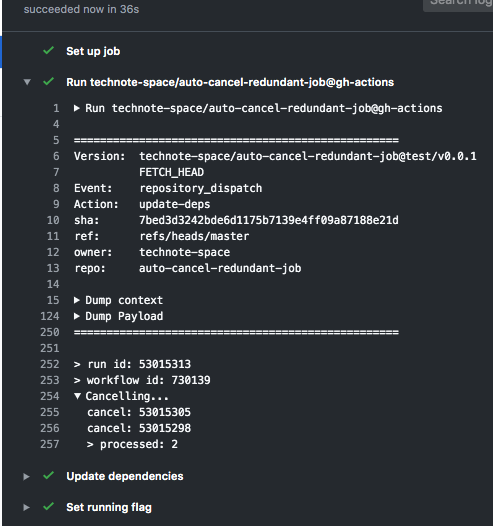 succeeded now in 36s
Search log
Set up job
Run technote-space/auto-cancel-redundant-job@gh-actions
1 Run technote-space/auto-cancel-redundant-job@gh-actions
4
5 ==================================================
6 Version: technote-space/auto-cancel-redundant-job@test/v0.0.1
7 FETCH_HEAD
8 Event: repository_dispatch
9 Action: update-deps
10 sha: 7bed3d3242bde6d1175b7139e4ff09a87188e21d
11 ref: refs/heads/master
12 owner: technote-space
13 repo: auto-cancel-redundant-job
14
15 Dump context
124 Dump Payload
250 ==================================================
251
252 > run id: 53015313
253 > workflow id: 730139
254 Cancelling...
255 cancel: 53015305
256 cancel: 53015298
257 > processed: 2
Update dependencies
Set running flag